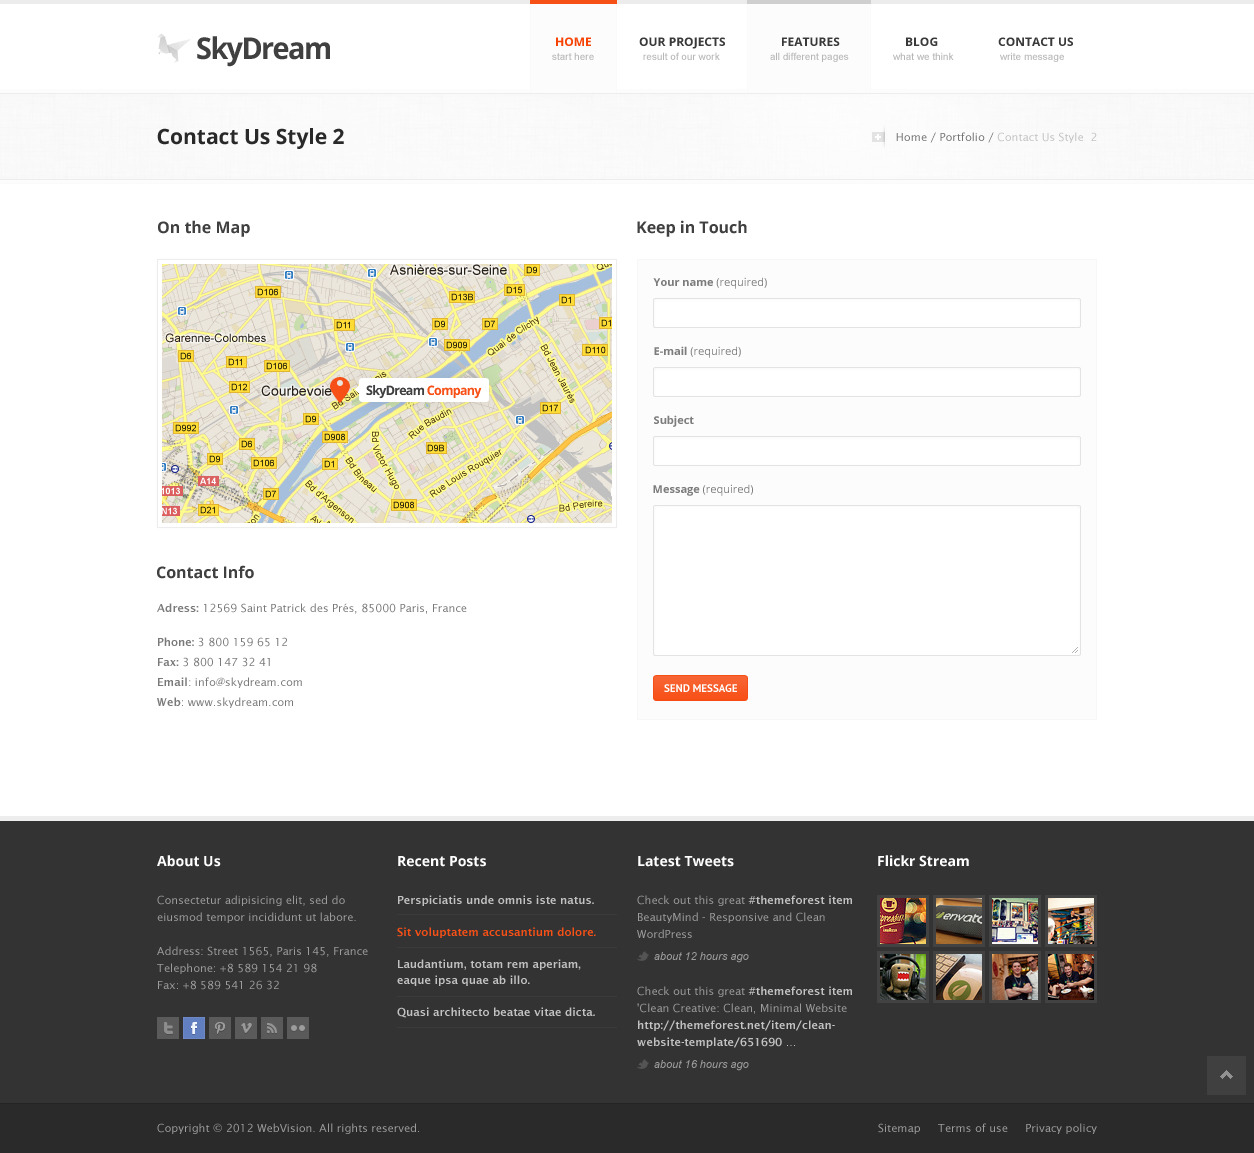 SkyDream
HOME
start here
OUR PROJECTS
result of our work
FEATURES
all different pages
BLOG
what we think
CONTACT US
write message
Contact Us Style 2
Home / Portfolio / Contact Us Style 2
On the Map
Asnières-sur-Seine
D9
D106
D13B
D15
D1
D11
D9
D7
Quai de Clichy
D1
Garenne-Colombes
D909
D110
D6
D11
D106
Bd Jean Jaurès
D12
Courbevoie
SkyDream Company
D17
D9
Rue Baudin
D992
D908
D6
D9B
D9
D106
D1
Bd Victor Hugo
Bd Bineau
Rue Louis Rouquier
A14
1013
D7
Bd d'Argenson
D908
Bd Pereire
N13
D21
Contact Info
Adress: 12569 Saint Patrick des Près, 85000 Paris, France
Phone: 3 800 159 65 12
Fax: 3 800 147 32 41
Email: info@skydream.com
Web: www.skydream.com
Keep in Touch
Your name (required)
E-mail (required)
Subject
Message (required)
SEND MESSAGE
About Us
Consectetur adipisicing elit, sed do
eiusmod tempor incididunt ut labore.
Address: Street 1565, Paris 145, France
Telephone: +8 589 154 21 98
Fax: +8 589 541 26 32
Recent Posts
Perspiciatis unde omnis iste natus.
Sit voluptatem accusantium dolore.
Laudantium, totam rem aperiam,
eaque ipsa quae ab illo.
Quasi architecto beatae vitae dicta.
Latest Tweets
Check out this great #themeforest item
BeautyMind - Responsive and Clean
WordPress
about 12 hours ago
Check out this great #themeforest item
'Clean Creative: Clean, Minimal Website
http://themeforest.net/item/clean-
website-template/651690 ...
about 16 hours ago
Flickr Stream
envato
Copyright © 2012 WebVision. All rights reserved.
Sitemap
Terms of use
Privacy policy